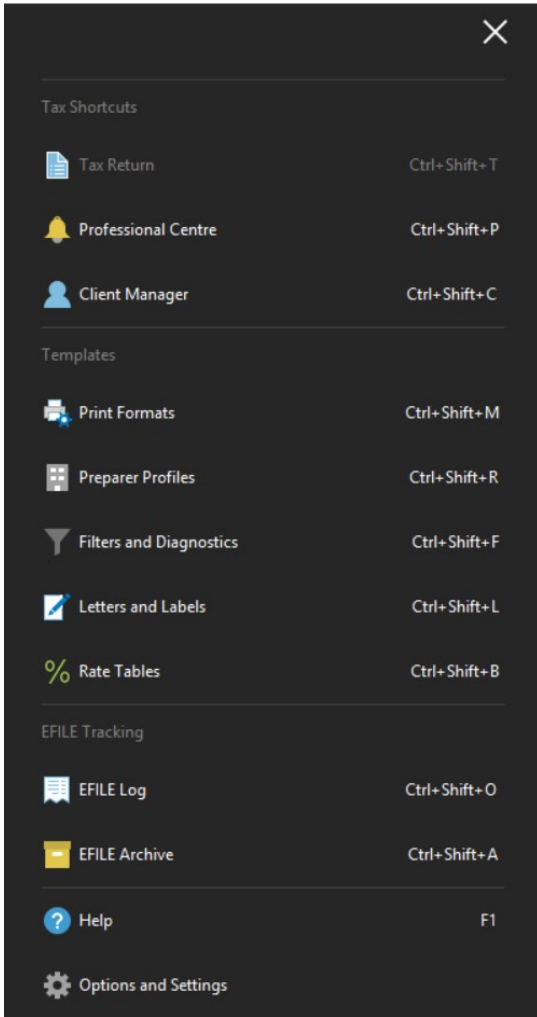 Tax Shortcuts
Tax Return Ctrl+Shift+T
Professional Centre Ctrl+Shift+P
Client Manager Ctrl+Shift+C
Templates
Print Formats Ctrl+Shift+M
Preparer Profiles Ctrl+Shift+R
Filters and Diagnostics Ctrl+Shift+F
Letters and Labels Ctrl+Shift+L
% Rate Tables Ctrl+Shift+B
EFILE Tracking
EFILE Log Ctrl+Shift+O
EFILE Archive Ctrl+Shift+A
? Help F1
Options and Settings